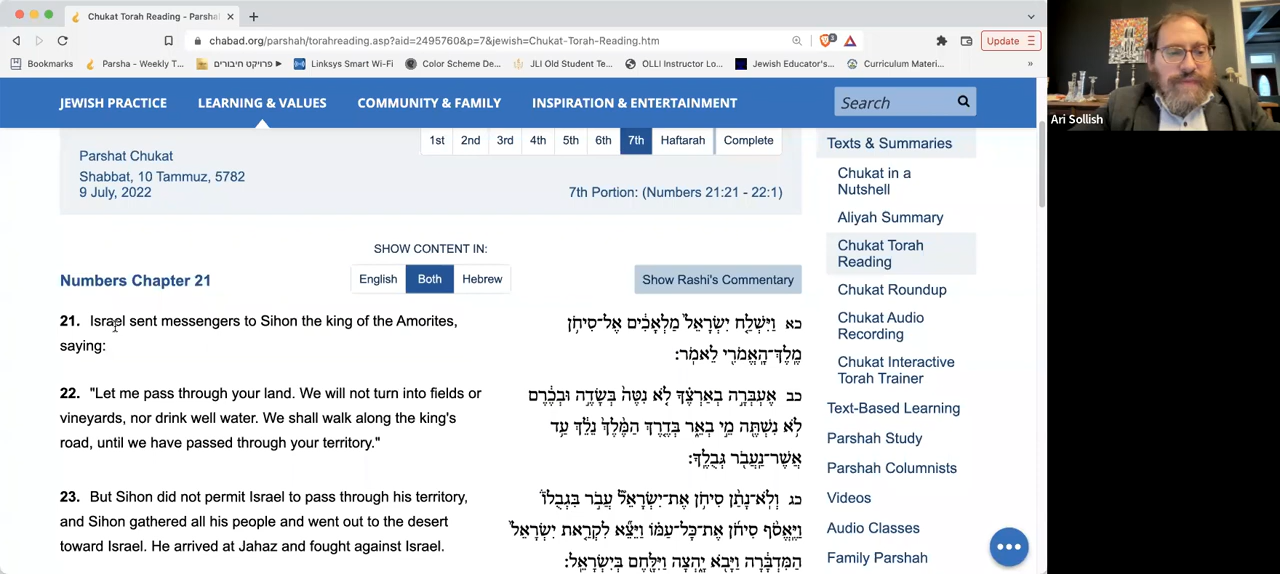 Chukat Torah Reading - Parsha
chabad.org/parshah/torahreading.asp?aid=2495760&p=7&jewish=Chukat-Torah-Reading.htm
Update
Bookmarks
Parsha - Weekly T...
פרויקט חיבורים
Linksys Smart Wi-Fi
Color Scheme De...
JLI Old Student Te...
OLLI Instructor Lo...
Jewish Educator's...
Curriculum Materi...
Ari Sollish
JEWISH PRACTICE
LEARNING & VALUES
COMMUNITY & FAMILY
INSPIRATION & ENTERTAINMENT
Search
1st 2nd 3rd 4th 5th 6th 7th Haftarah Complete
Parshat Chukat
Shabbat, 10 Tammuz, 5782
9 July, 2022
7th Portion: (Numbers 21:21 - 22:1)
SHOW CONTENT IN:
English Both Hebrew
Show Rashi's Commentary
Numbers Chapter 21
21. Israel sent messengers to Sihon the king of the Amorites,
saying:
כא וַיִּשְׁלַ֤ח יִשְׂרָאֵל֙ מַלְאָכִ֔ים אֶל־סִיחֹ֥ן
מֶֽלֶךְ־הָֽאֱמֹרִ֖י לֵאמֹֽר:
22. "Let me pass through your land. We will not turn into fields or
vineyards, nor drink well water. We shall walk along the king's
road, until we have passed through your territory."
כב אֶעְבְּרָ֣ה בְאַרְצֶ֗ךָ לֹ֤א נִטֶּה֙ בְּשָׂדֶ֣ה וּבְכֶ֔רֶם
לֹ֥א נִשְׁתֶּ֖ה מֵ֣י בְאֵ֑ר בְּדֶ֤רֶךְ הַמֶּ֨לֶךְ֙ נֵלֵ֔ךְ עַ֥ד
אֲשֶׁר־נַֽעֲבֹ֖ר גְּבֻלֶֽךָ:
23. But Sihon did not permit Israel to pass through his territory,
and Sihon gathered all his people and went out to the desert
toward Israel. He arrived at Jahaz and fought against Israel.
כג וְלֹֽא־נָתַ֨ן סִיחֹ֣ן אֶת־יִשְׂרָאֵל֘ עֲבֹ֣ר בִּגְבֻלוֹ֒
וַיֶּֽאֱסֹ֨ף סִיחֹ֜ן אֶת־כָּל־עַמּ֗וֹ וַיֵּצֵ֞א לִקְרַ֤את יִשְׂרָאֵל֙
הַמִּדְבָּ֔רָה וַיָּבֹ֖א יָ֑הְצָה וַיִּלָּ֖חֶם בְּיִשְׂרָאֵֽל:
Texts & Summaries
Chukat in a
Nutshell
Aliyah Summary
Chukat Torah
Reading
Chukat Roundup
Chukat Audio
Recording
Chukat Interactive
Torah Trainer
Text-Based Learning
Parshah Study
Parshah Columnists
Videos
Audio Classes
Family Parshah